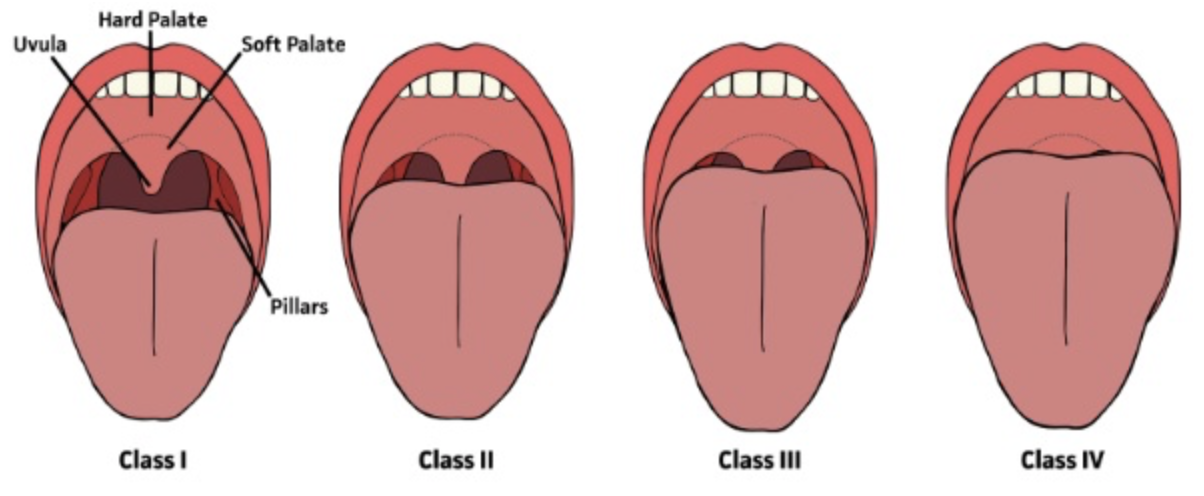 Hard Palate
Uvula
Soft Palate
Pillars
Class I
Class II
Class III
Class IV